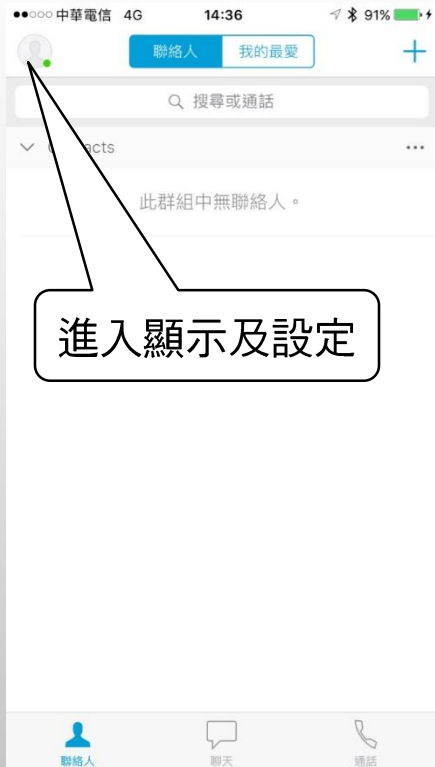 中華電信 4G 14:36 91%
聯絡人 我的最愛
搜尋或通話
此群組中無聯絡人。
進入顯示及設定
聯絡人 聊天 通話